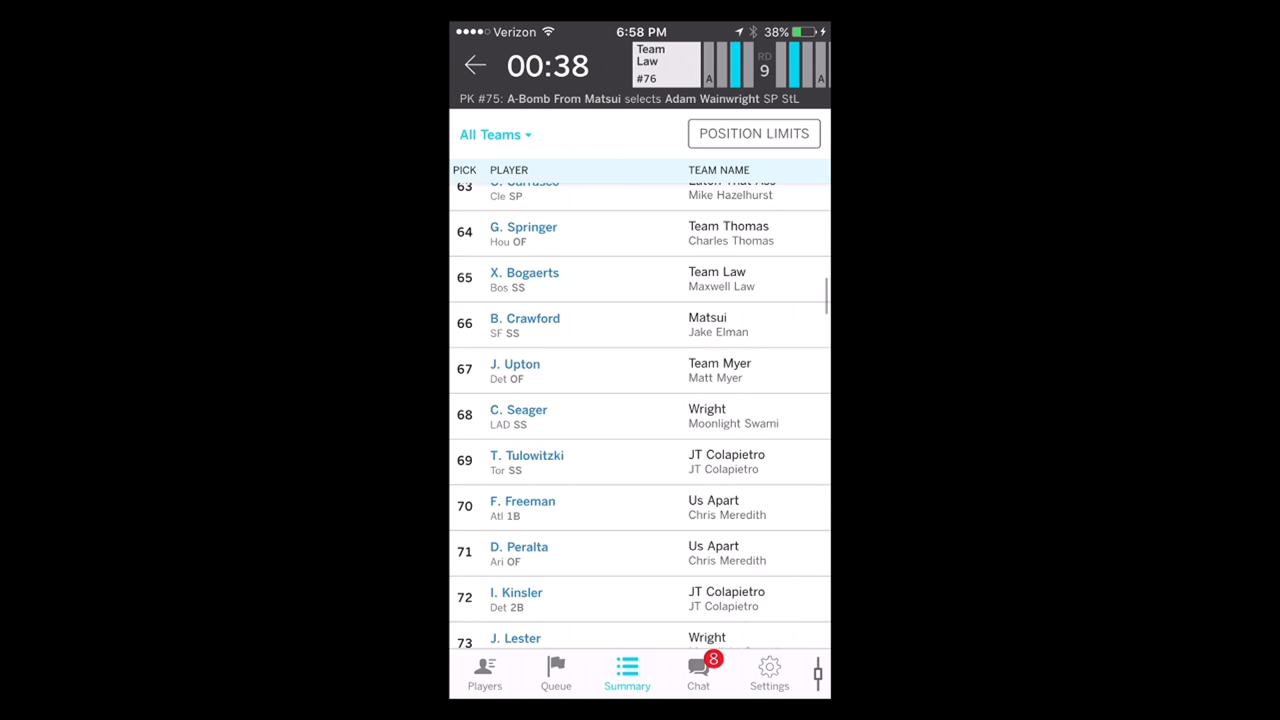 Verizon 6:58 PM 38%
00:38
Team
Law
#76
A
RD
9
A
PK #75: A-Bomb From Matsui selects Adam Wainwright SP StL
All Teams
POSITION LIMITS
PICK PLAYER TEAM NAME
63 C. Carrasco Eaton That Ass
Cle SP Mike Hazelhurst
64 G. Springer Team Thomas
Hou OF Charles Thomas
65 X. Bogaerts Team Law
Bos SS Maxwell Law
66 B. Crawford Matsui
SF SS Jake Elman
67 J. Upton Team Myer
Det OF Matt Myer
68 C. Seager Wright
LAD SS Moonlight Swami
69 T. Tulowitzki JT Colapietro
Tor SS JT Colapietro
70 F. Freeman Us Apart
Atl 1B Chris Meredith
71 D. Peralta Us Apart
Ari OF Chris Meredith
72 I. Kinsler JT Colapietro
Det 2B JT Colapietro
73 J. Lester Wright
8
Players Queue Summary Chat Settings